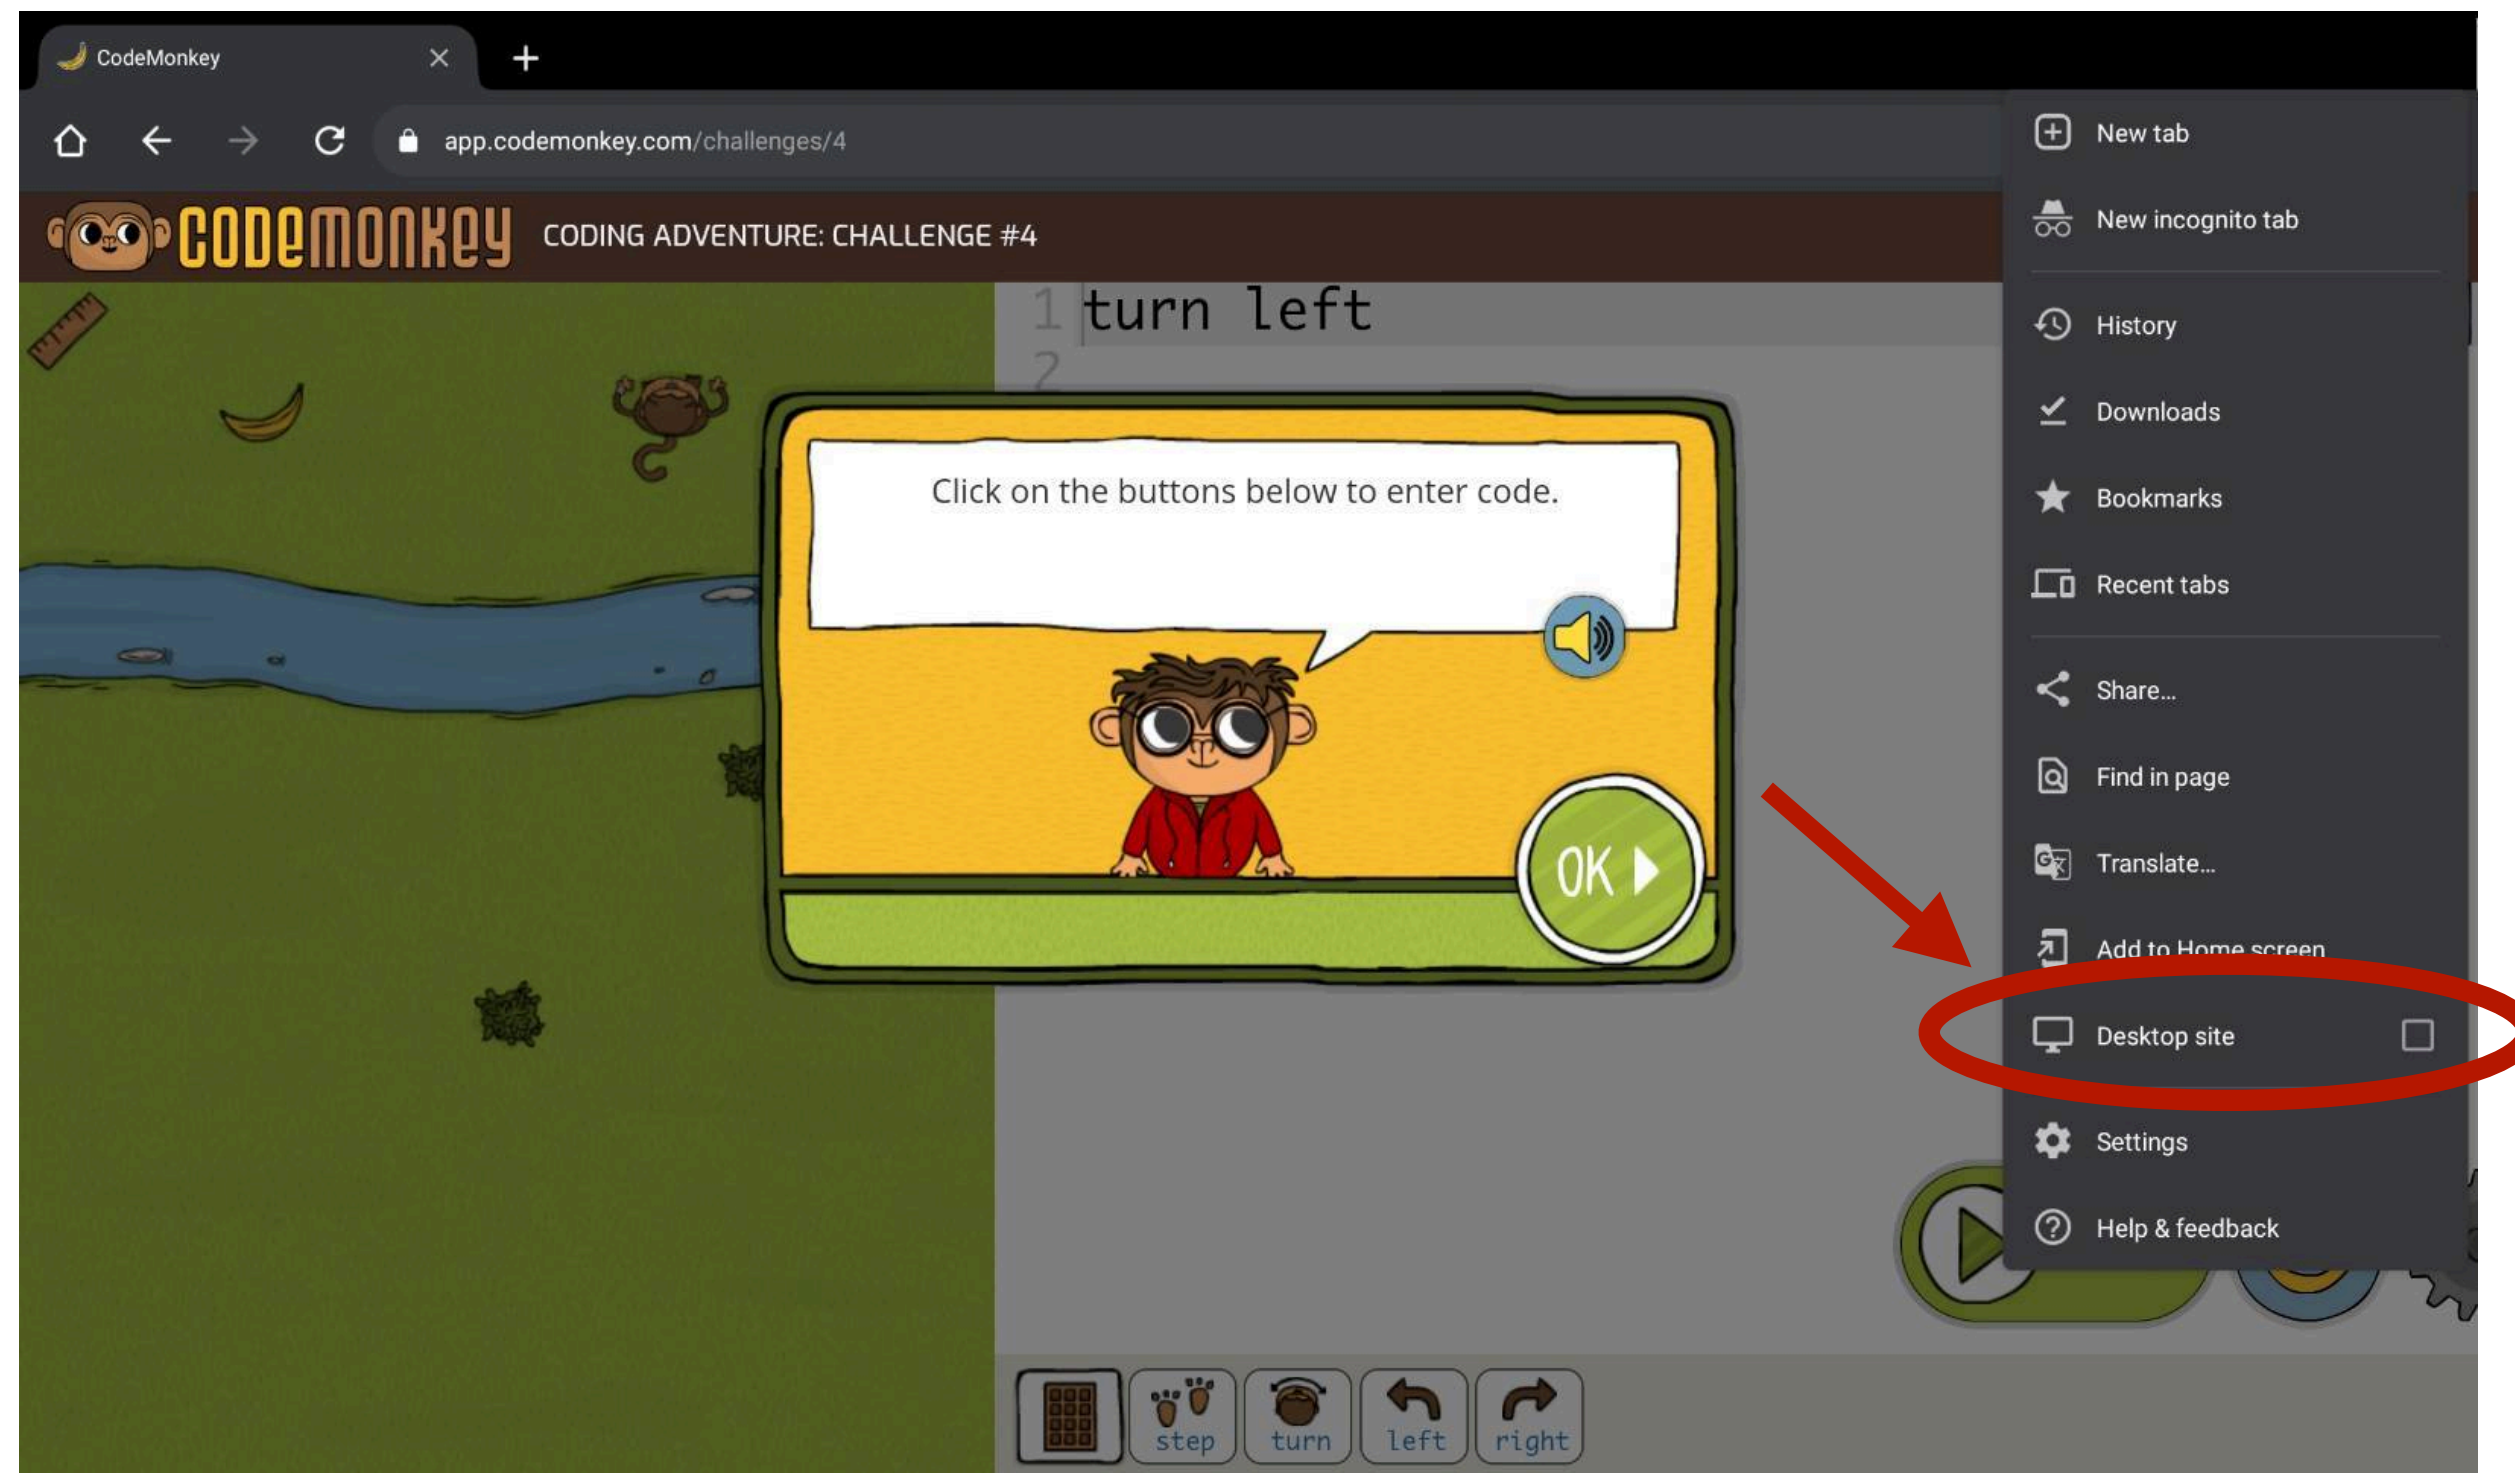 CodeMonkey
app.codemonkey.com/challenges/4
CODEMONKEY CODING ADVENTURE: CHALLENGE #4
1 turn left
2
Click on the buttons below to enter code.
OK
step
turn
left
right
New tab
New incognito tab
History
Downloads
Bookmarks
Recent tabs
Share...
Find in page
Translate...
Add to Home screen
Desktop site
Settings
Help & feedback